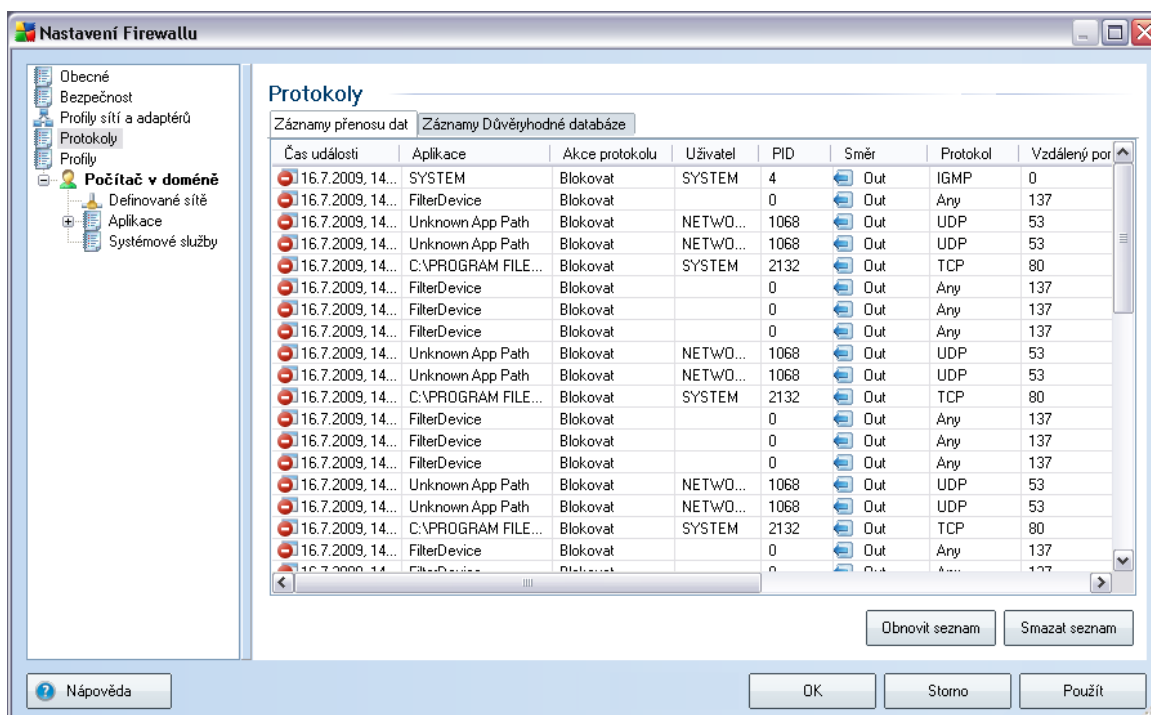 Nastavení Firewallu
Obecné
Bezpečnost
Profily sítí a adaptérů
Protokoly
Profily
Počítač v doméně
Definované sítě
Aplikace
Systémové služby
Protokoly
Záznamy přenosu dat Záznamy Důvěryhodné databáze
Čas události Aplikace Akce protokolu Uživatel PID Směr Protokol Vzdálený por
16.7.2009, 14... SYSTEM Blokovat SYSTEM 4 Out IGMP 0
16.7.2009, 14... FilterDevice Blokovat 0 Out Any 137
16.7.2009, 14... Unknown App Path Blokovat NETWO... 1068 Out UDP 53
16.7.2009, 14... Unknown App Path Blokovat NETWO... 1068 Out UDP 53
16.7.2009, 14... C:\PROGRAM FILE... Blokovat SYSTEM 2132 Out TCP 80
16.7.2009, 14... FilterDevice Blokovat 0 Out Any 137
16.7.2009, 14... FilterDevice Blokovat 0 Out Any 137
16.7.2009, 14... FilterDevice Blokovat 0 Out Any 137
16.7.2009, 14... Unknown App Path Blokovat NETWO... 1068 Out UDP 53
16.7.2009, 14... Unknown App Path Blokovat NETWO... 1068 Out UDP 53
16.7.2009, 14... C:\PROGRAM FILE... Blokovat SYSTEM 2132 Out TCP 80
16.7.2009, 14... FilterDevice Blokovat 0 Out Any 137
16.7.2009, 14... FilterDevice Blokovat 0 Out Any 137
16.7.2009, 14... FilterDevice Blokovat 0 Out Any 137
16.7.2009, 14... Unknown App Path Blokovat NETWO... 1068 Out UDP 53
16.7.2009, 14... Unknown App Path Blokovat NETWO... 1068 Out UDP 53
16.7.2009, 14... C:\PROGRAM FILE... Blokovat SYSTEM 2132 Out TCP 80
16.7.2009, 14... FilterDevice Blokovat 0 Out Any 137
16.7.2009, 14... FilterDevice Blokovat 0 Out Any 137
Obnovit seznam Smazat seznam
Nápověda OK Storno Použít